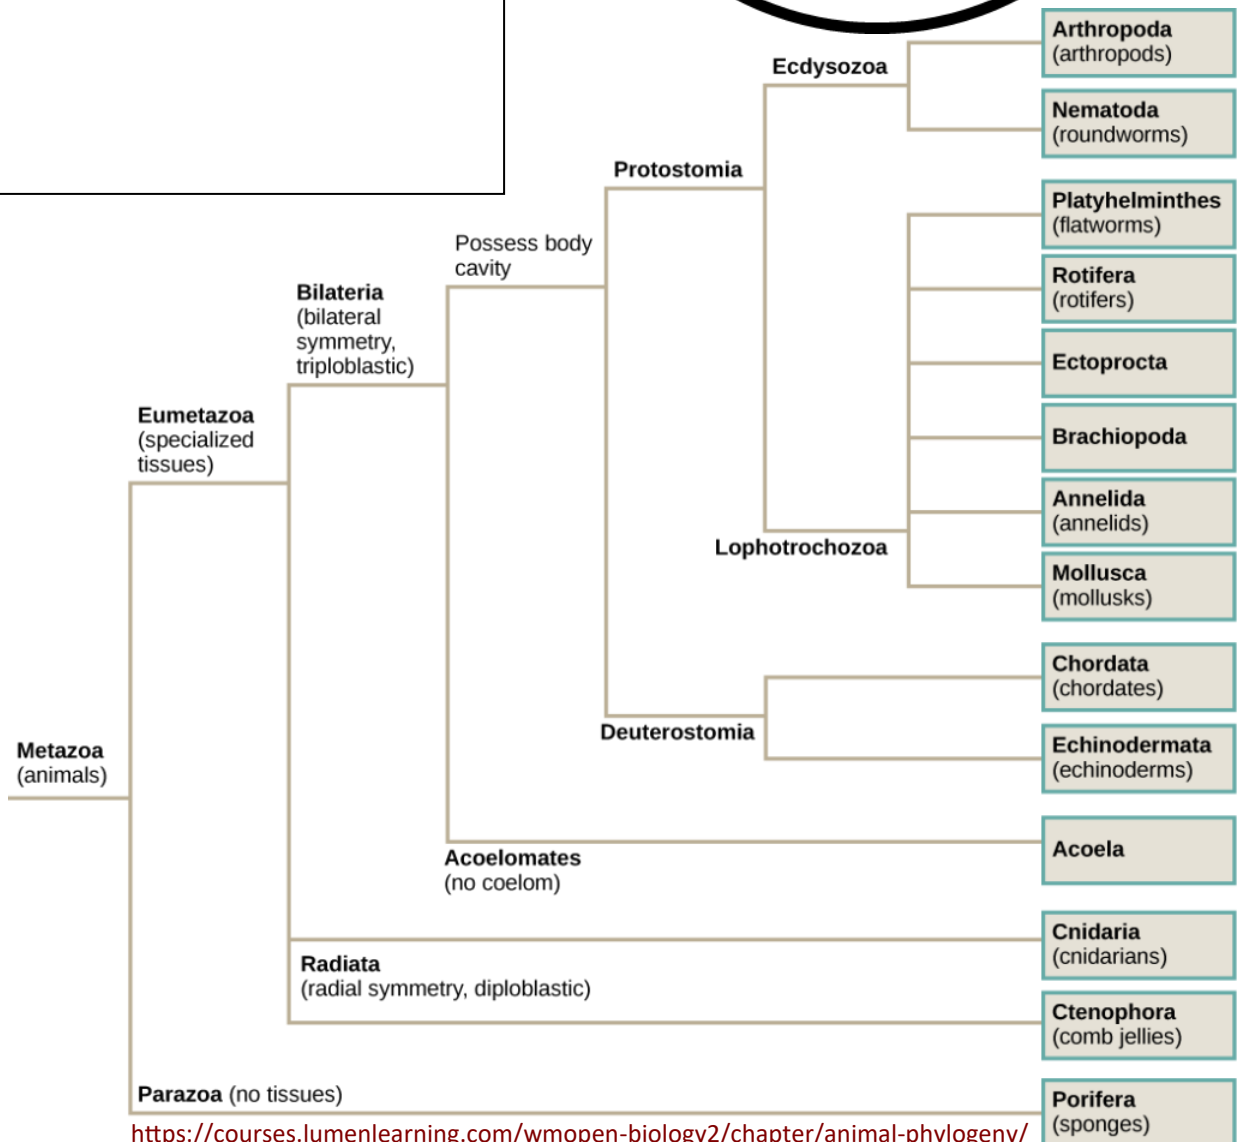 Arthropoda
(arthropods)
Ecdysozoa
Nematoda
(roundworms)
Protostomia
Platyhelminthes
(flatworms)
Possess body
cavity
Rotifera
(rotifers)
Bilateria
(bilateral
symmetry,
triploblastic)
Ectoprocta
Eumetazoa
(specialized
tissues)
Brachiopoda
Annelida
(annelids)
Lophotrochozoa
Mollusca
(mollusks)
Chordata
(chordates)
Deuterostomia
Echinodermata
(echinoderms)
Metazoa
(animals)
Acoelomates
(no coelom)
Acoela
Cnidaria
(cnidarians)
Radiata
(radial symmetry, diploblastic)
Ctenophora
(comb jellies)
Parazoa (no tissues)
Porifera
(sponges)
https://courses.lumenlearning.com/wmopen-biology2/chapter/animal-phylogeny/